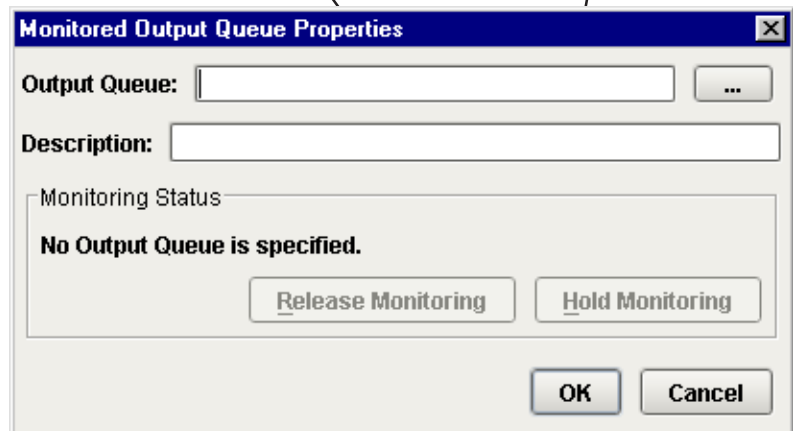 Monitored Output Queue Properties
Output Queue: ...
Description:
Monitoring Status
No Output Queue is specified.
Release Monitoring Hold Monitoring
OK Cancel